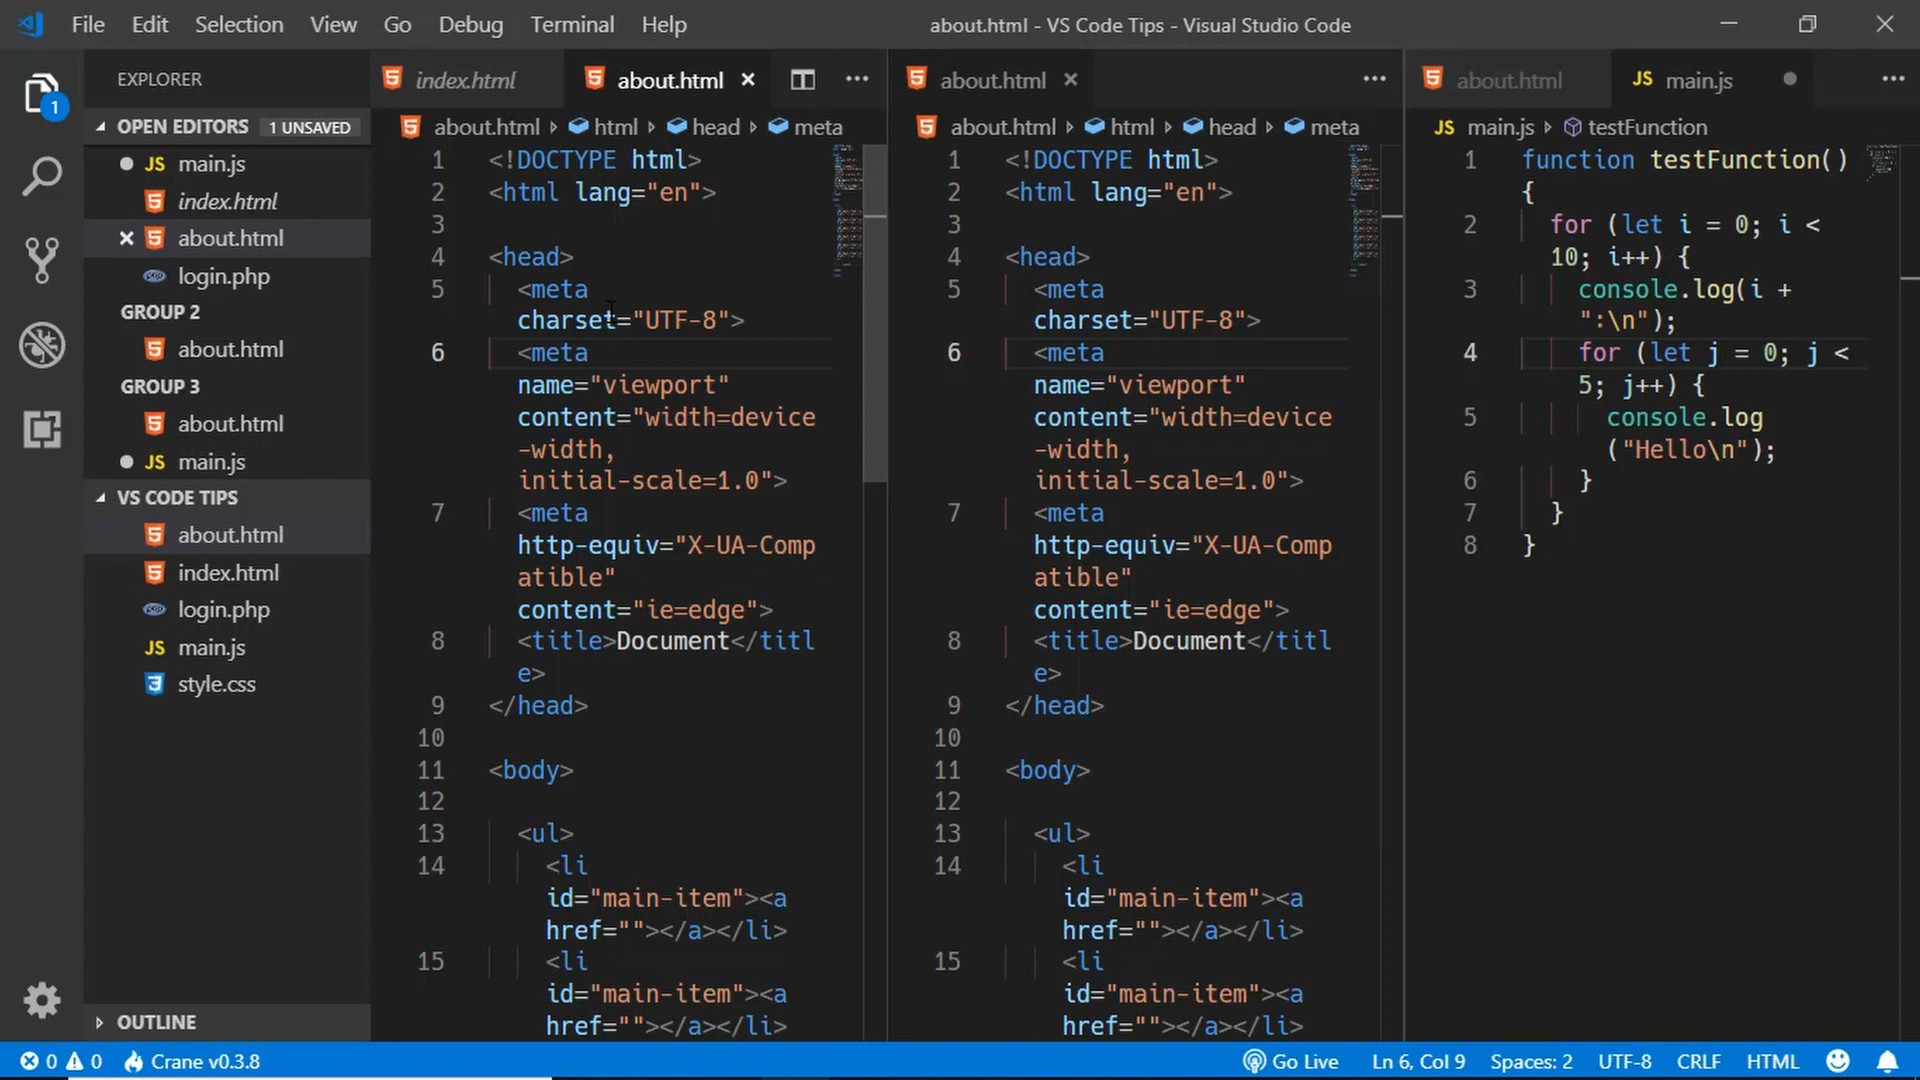 File Edit Selection View Go Debug Terminal Help
about.html - VS Code Tips - Visual Studio Code
1
EXPLORER
OPEN EDITORS 1 UNSAVED
JS main.js
index.html
about.html
login.php
GROUP 2
about.html
GROUP 3
about.html
JS main.js
VS CODE TIPS
about.html
index.html
login.php
JS main.js
style.css
OUTLINE
index.html about.html
about.html > html > head > meta
1 <!DOCTYPE html>
2 <html lang="en">
3
4 <head>
5 <meta
charset="UTF-8">
6 <meta
name="viewport"
content="width=device
-width,
initial-scale=1.0">
7 <meta
http-equiv="X-UA-Comp
atible"
content="ie=edge">
8 <title>Document</titl
e>
9 </head>
10
11 <body>
12
13 <ul>
14 <li
id="main-item"><a
href=""></a></li>
15 <li
id="main-item"><a
href=""></a></li>
about.html
about.html > html > head > meta
1 <!DOCTYPE html>
2 <html lang="en">
3
4 <head>
5 <meta
charset="UTF-8">
6 <meta
name="viewport"
content="width=device
-width,
initial-scale=1.0">
7 <meta
http-equiv="X-UA-Comp
atible"
content="ie=edge">
8 <title>Document</titl
e>
9 </head>
10
11 <body>
12
13 <ul>
14 <li
id="main-item"><a
href=""></a></li>
15 <li
id="main-item"><a
href=""></a></li>
about.html JS main.js
JS main.js > testFunction
1 function testFunction()
{
2 for (let i = 0; i <
10; i++) {
3 console.log(i +
":\n");
4 for (let j = 0; j <
5; j++) {
5 console.log
("Hello\n");
6 }
7 }
8 }
0 0 Crane v0.3.8 Go Live Ln 6, Col 9 Spaces: 2 UTF-8 CRLF HTML